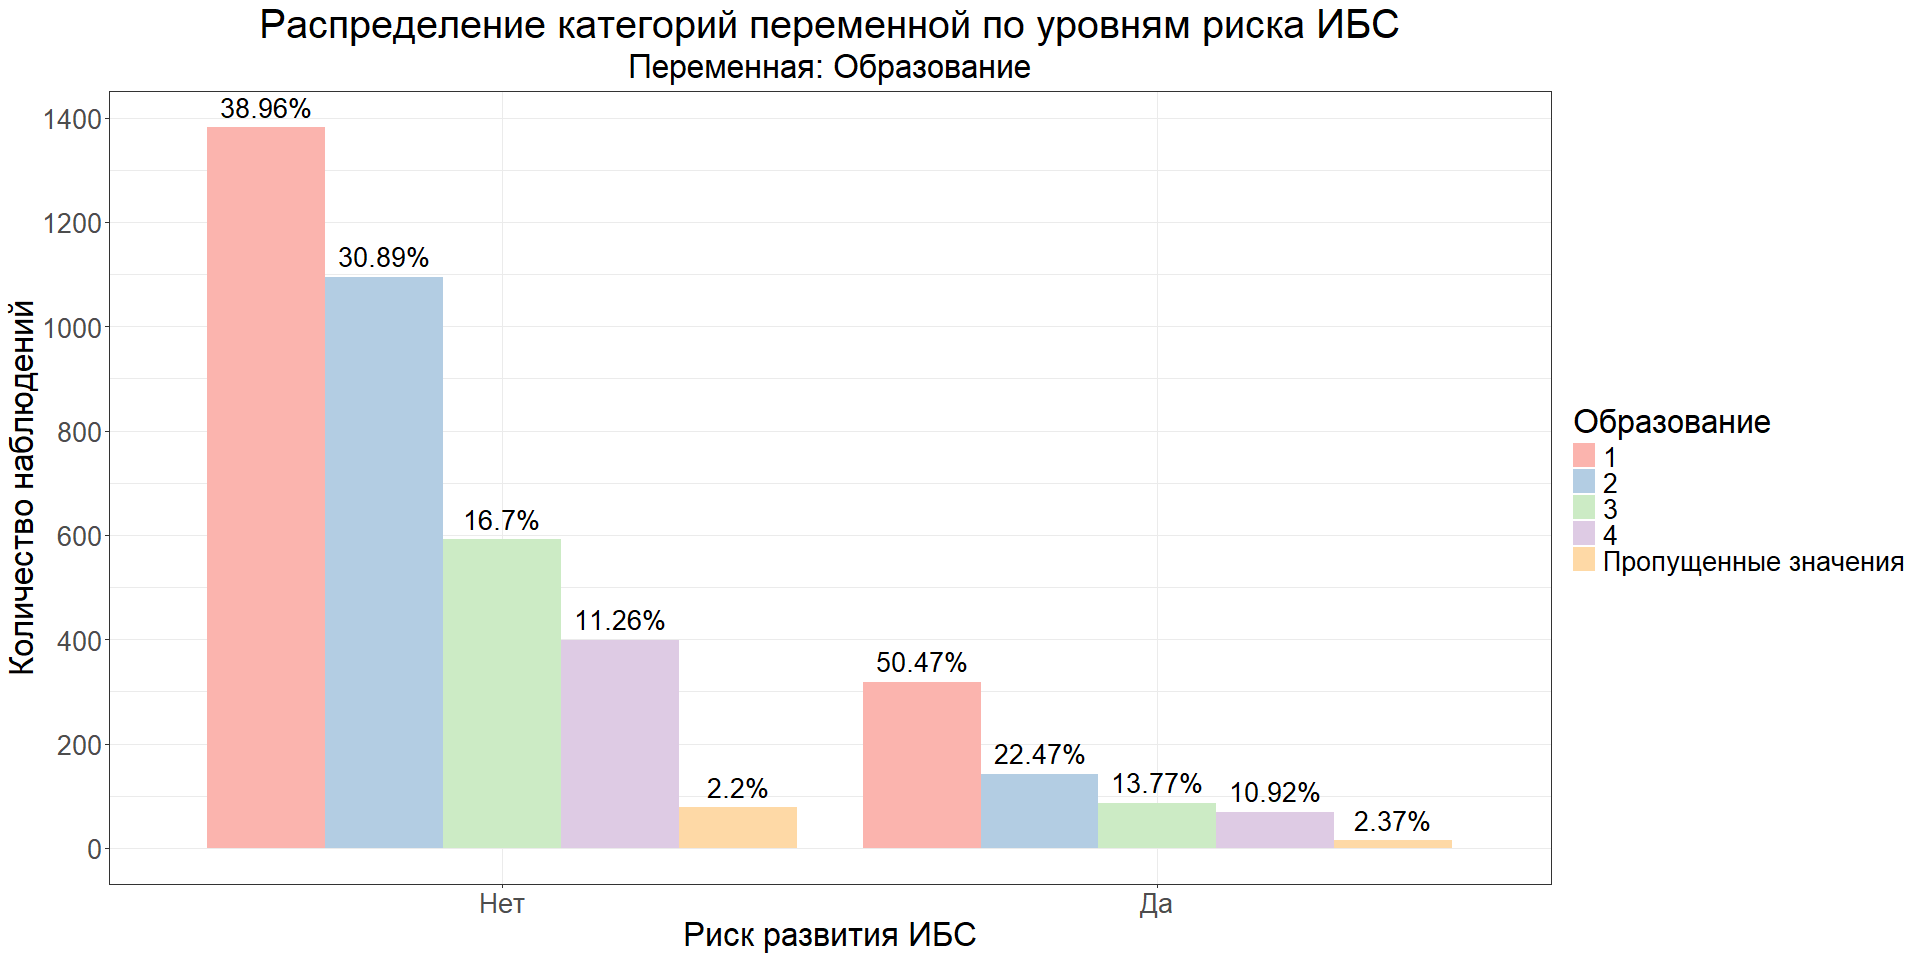 Распределение категорий переменной по уровням риска ИБС
Переменная: Образование
Количество наблюдений
1400
1200
1000
800
600
400
200
0
38.96%
30.89%
16.7%
11.26%
2.2%
50.47%
22.47%
13.77%
10.92%
2.37%
Нет
Да
Риск развития ИБС
Образование
1
2
3
4
Пропущенные значения